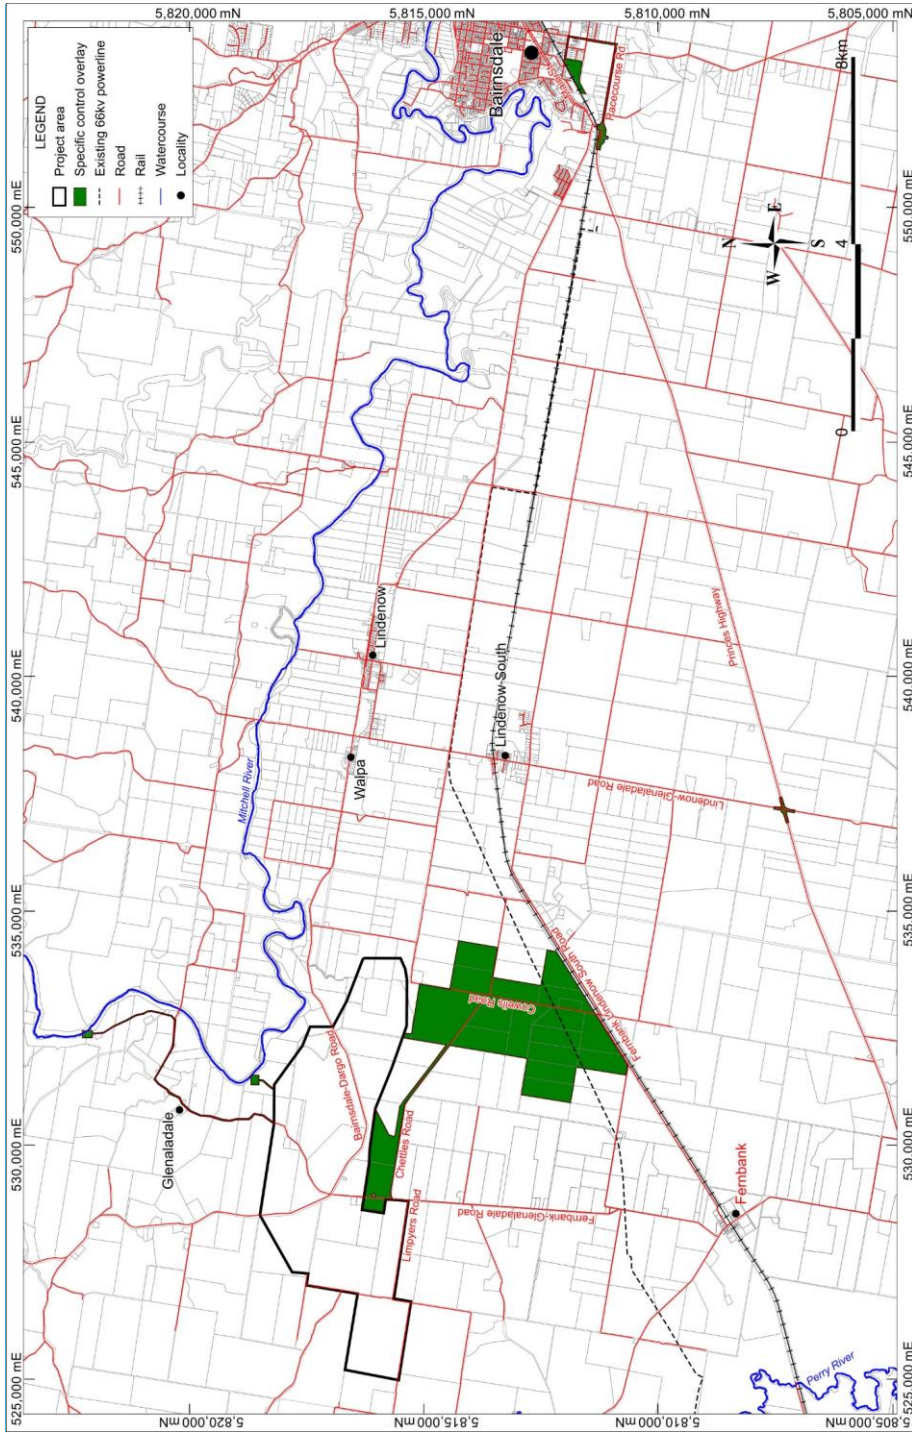 5,820,000 mN
5,815,000 mN
5,810,000 mN
5,805,000 mN
LEGEND
Project area
Specific control overlay
Existing 66kv powerline
Road
Rail
Watercourse
Locality
Bairnsdale
Racecourse Rd
8km
4
0
N
E
S
W
550,000 mE
550,000 mE
545,000 mE
545,000 mE
Princes Highway
Lindenow
Lindenow South
540,000 mE
540,000 mE
Walpa
Mitchell River
Lindenow-Glenaladale Road
535,000 mE
535,000 mE
Fernbank Lindenow South Road
Cowells Road
Bairnsdale-Dargo Road
Glenaladale
530,000 mE
530,000 mE
Chettles Road
Limpyers Road
Fernbank-Glenaladale Road
Fernbank
Perry River
525,000 mE
525,000 mE
5,820,000 mN
5,815,000 mN
5,810,000 mN
5,805,000 mN